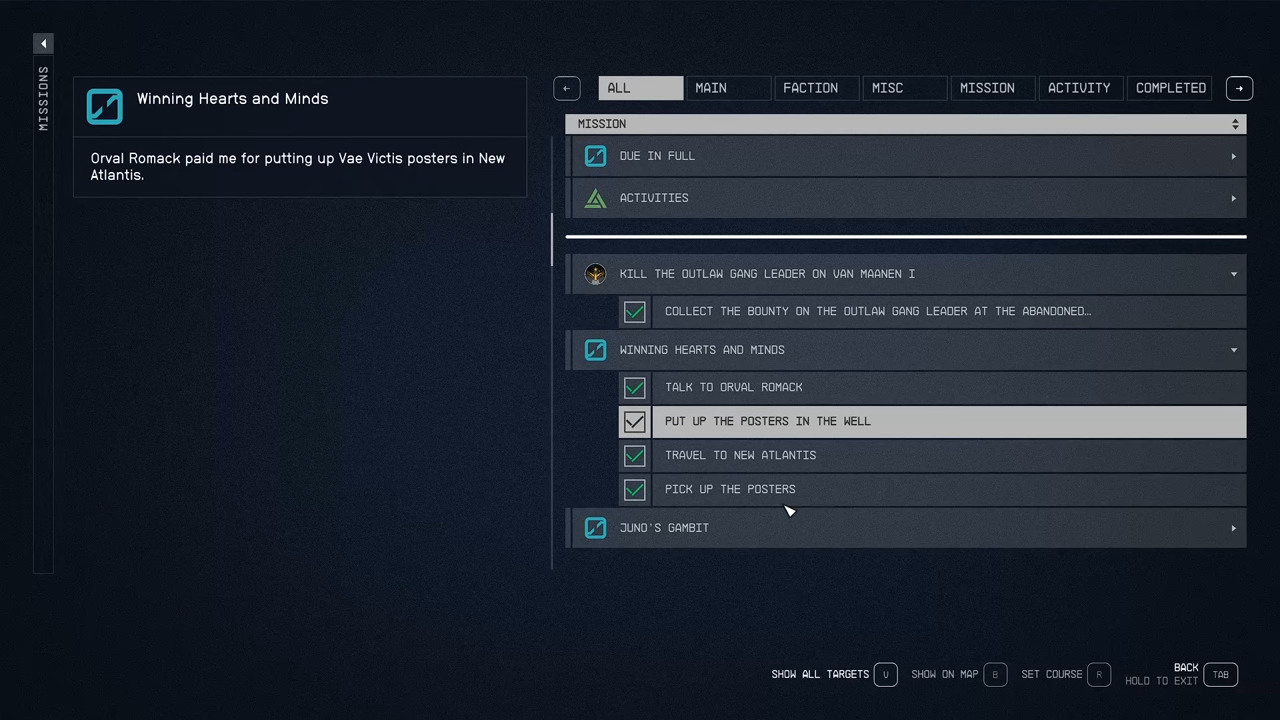 MISSIONS
Winning Hearts and Minds
Orval Romack paid me for putting up Vae Victis posters in New
Atlantis.
ALL MAIN FACTION MISC MISSION ACTIVITY COMPLETED
MISSION
DUE IN FULL
ACTIVITIES
KILL THE OUTLAW GANG LEADER ON VAN MAANEN I
COLLECT THE BOUNTY ON THE OUTLAW GANG LEADER AT THE ABANDONED...
WINNING HEARTS AND MINDS
TALK TO ORVAL ROMACK
PUT UP THE POSTERS IN THE WELL
TRAVEL TO NEW ATLANTIS
PICK UP THE POSTERS
JUNO'S GAMBIT
SHOW ALL TARGETS V SHOW ON MAP B SET COURSE R BACK TAB
HOLD TO EXIT